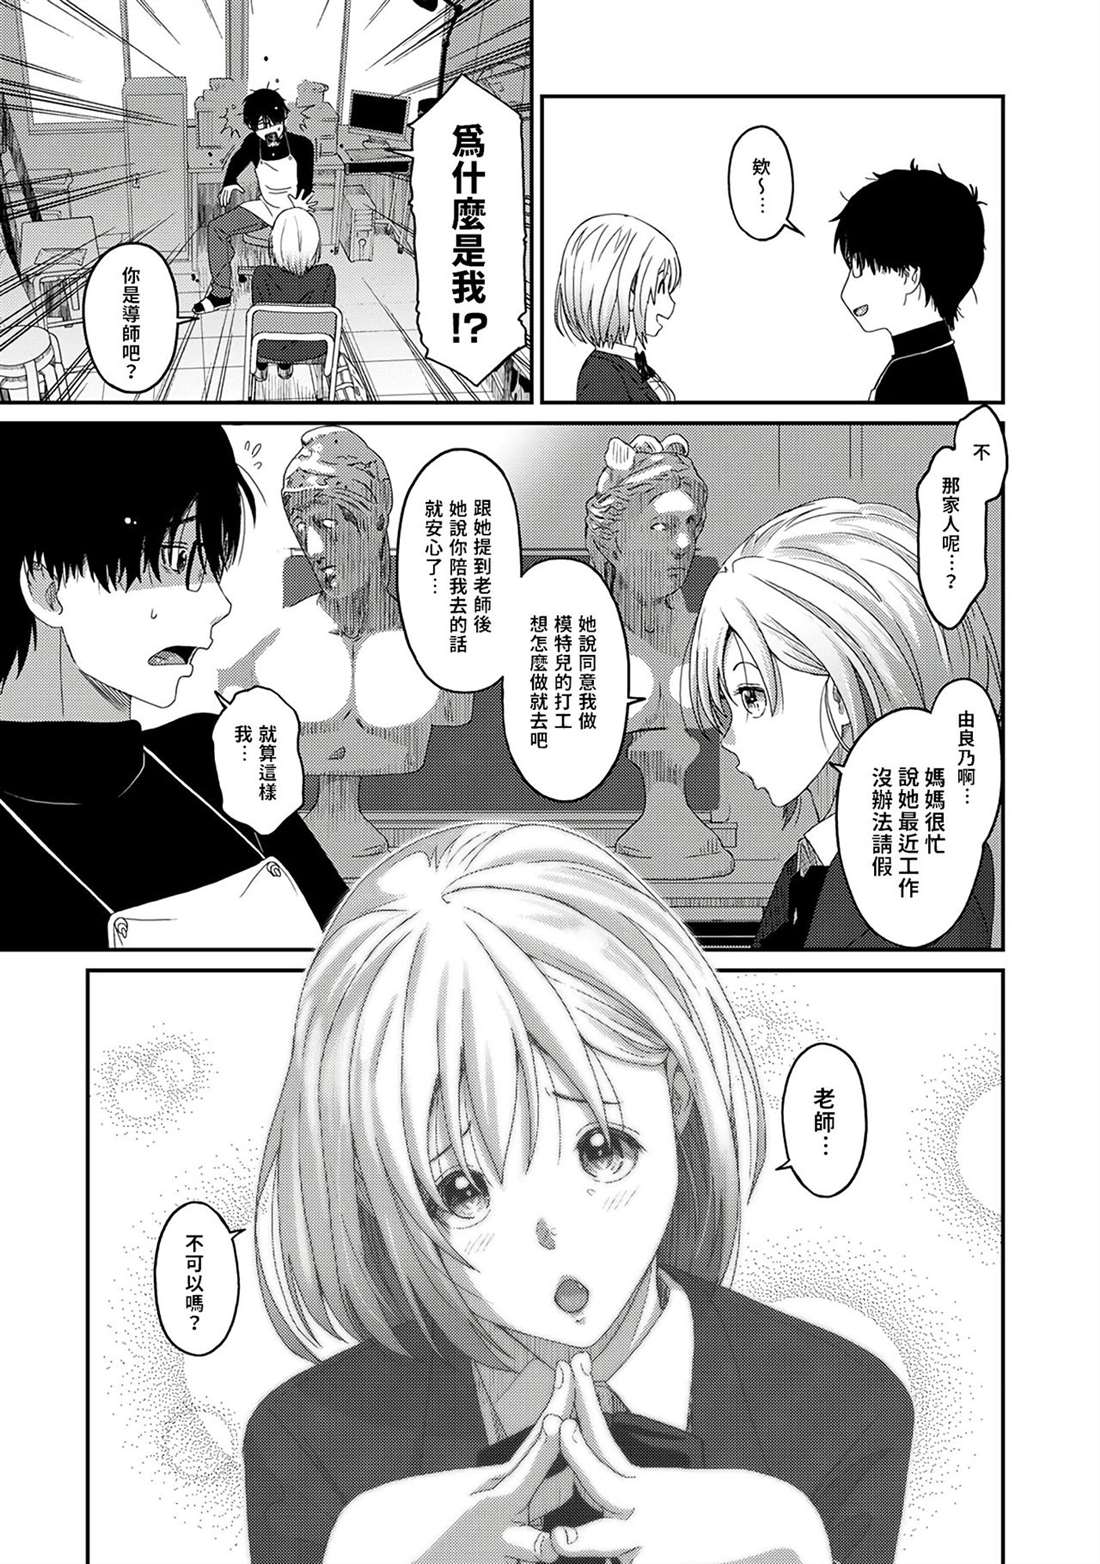 欸～…
爲什麼是我!?
你是導師吧？
不
那家人呢…？
由良乃啊…
媽媽很忙
說她最近工作
沒辦法請假
她說同意我做
模特兒的打工
想怎麼做就去吧
跟她提到老師後
她說你陪我去的話
就安心了…
就算這樣
我…
老師…
不可以嗎？